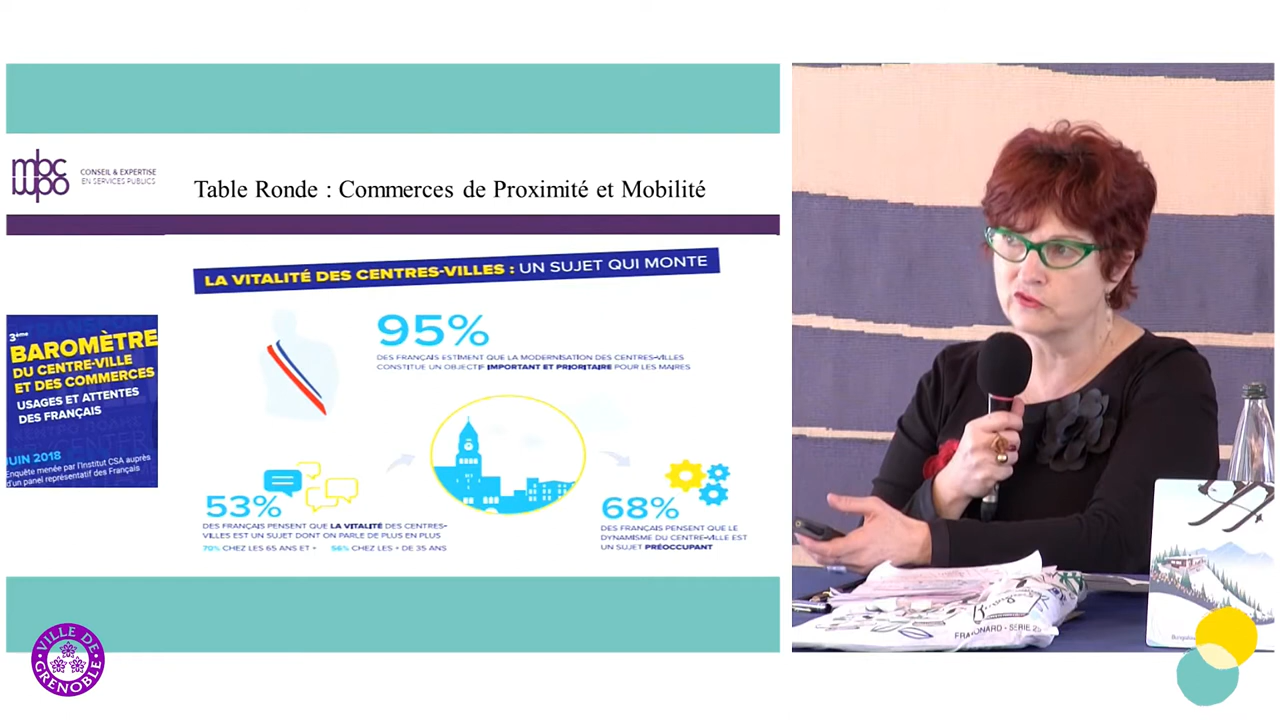 mbc
CONSEIL & EXPERTISE
EN SERVICES PUBLICS
Table Ronde : Commerces de Proximité et Mobilité
LA VITALITÉ DES CENTRES-VILLES : UN SUJET QUI MONTE
95%
DES FRANÇAIS ESTIMENT QUE LA MODERNISATION DES CENTRES-VILLES
CONSTITUE UN OBJECTIF IMPORTANT ET PRIORITAIRE POUR LES MAIRES
3ème
BAROMÈTRE
DU CENTRE-VILLE
ET DES COMMERCES
USAGES ET ATTENTES
DES FRANÇAIS
JUIN 2018
Enquête menée par l'Institut CSA auprès
d'un panel représentatif des Français
53%
DES FRANÇAIS PENSENT QUE LA VITALITÉ DES CENTRES-
VILLES EST UN SUJET DONT ON PARLE DE PLUS EN PLUS
70% CHEZ LES 65 ANS ET + 56% CHEZ LES - DE 35 ANS
68%
DES FRANÇAIS PENSENT QUE LE
DYNAMISME DU CENTRE-VILLE EST
UN SUJET PRÉOCCUPANT
VILLE DE
GRENOBLE
FRAGONARD - SERIE 25